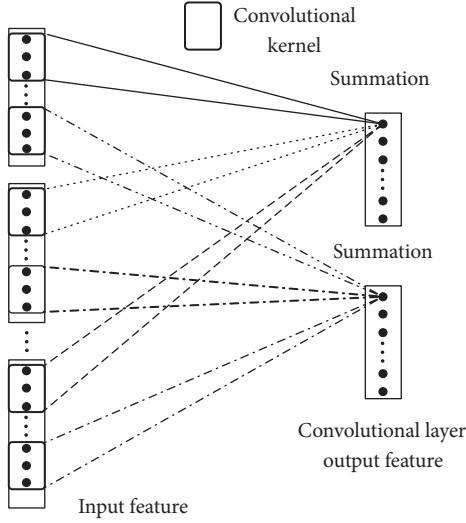 Convolutional
kernel
Summation
Summation
Convolutional layer
output feature
Input feature